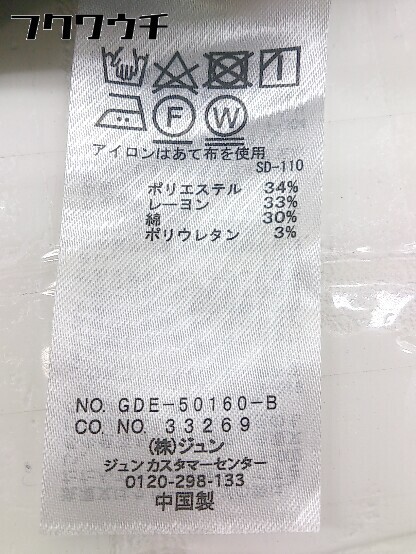 フクワウチ
F W
アイロンはあて布を使用
SD-110
ポリエステル 34%
レーヨン 33%
綿 30%
ポリウレタン 3%
NO. GDE-50160-B
CO. NO. 33269
(株)ジュン
ジュン カスタマーセンター
0120-298-133
中国製